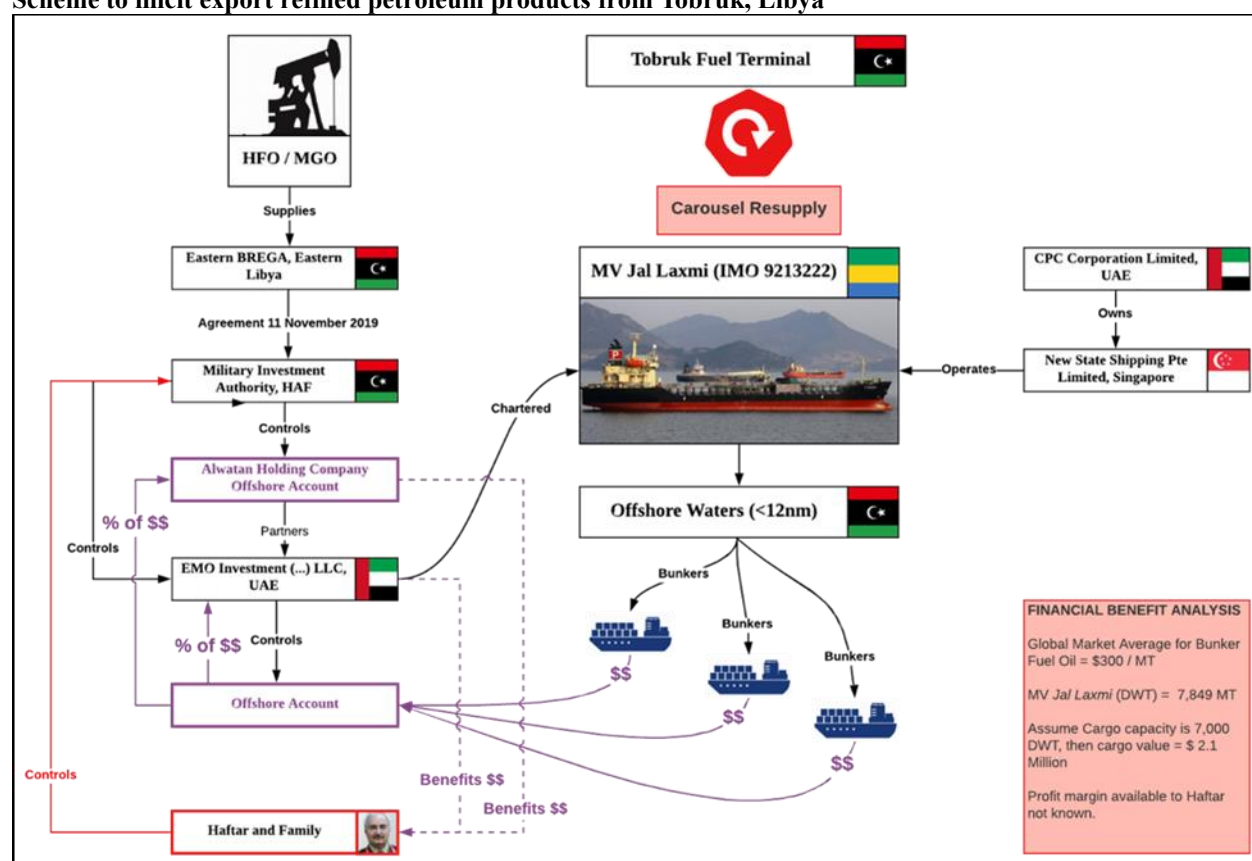 Scheme to illicit export refined petroleum products from Tobruk, Libya
HFO / MGO
Supplies
Eastern BREGA, Eastern
Libya
Agreement 11 November 2019
Military Investment
Authority, HAF
Controls
Alwatan Holding Company
Offshore Account
% of $$
Partners
Controls
EMO Investment (...) LLC,
UAE
% of $$
Controls
Offshore Account
Benefits $$
Benefits $$
Controls
Haftar and Family
Chartered
Tobruk Fuel Terminal
Carousel Resupply
MV Jal Laxmi (IMO 9213222)
P
Offshore Waters (<12nm)
Bunkers
Bunkers
Bunkers
$$
$$
$$
CPC Corporation Limited,
UAE
Owns
New State Shipping Pte
Limited, Singapore
Operates
FINANCIAL BENEFIT ANALYSIS
Global Market Average for Bunker
Fuel Oil = $300 / MT
MV Jal Laxmi (DWT) = 7,849 MT
Assume Cargo capacity is 7,000
DWT, then cargo value = $ 2.1
Million
Profit margin available to Haftar
not known.